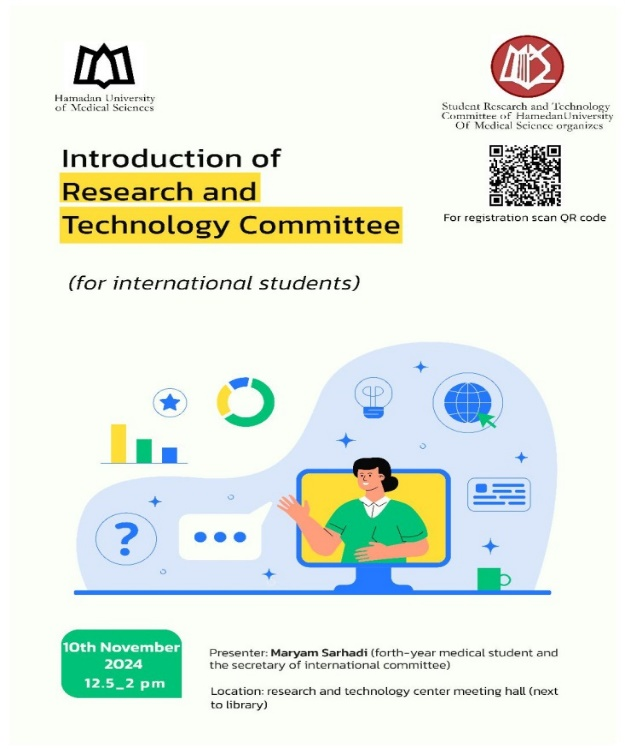 Hamadan University
of Medical Sciences
Student Research and Technology
Committee of HamedanUniversity
Of Medical Science organizes
Introduction of
Research and
Technology Committee
For registration scan QR code
(for international students)
?
10th November
2024
12.5_2 pm
Presenter: Maryam Sarhadi (forth-year medical student and
the secretary of international committee)
Location: research and technology center meeting hall (next
to library)